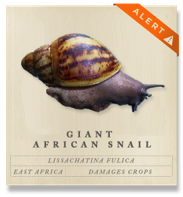 ALERT
GIANT
AFRICAN SNAIL
LISSACHATINA FULICA
EAST AFRICA DAMAGES CROPS